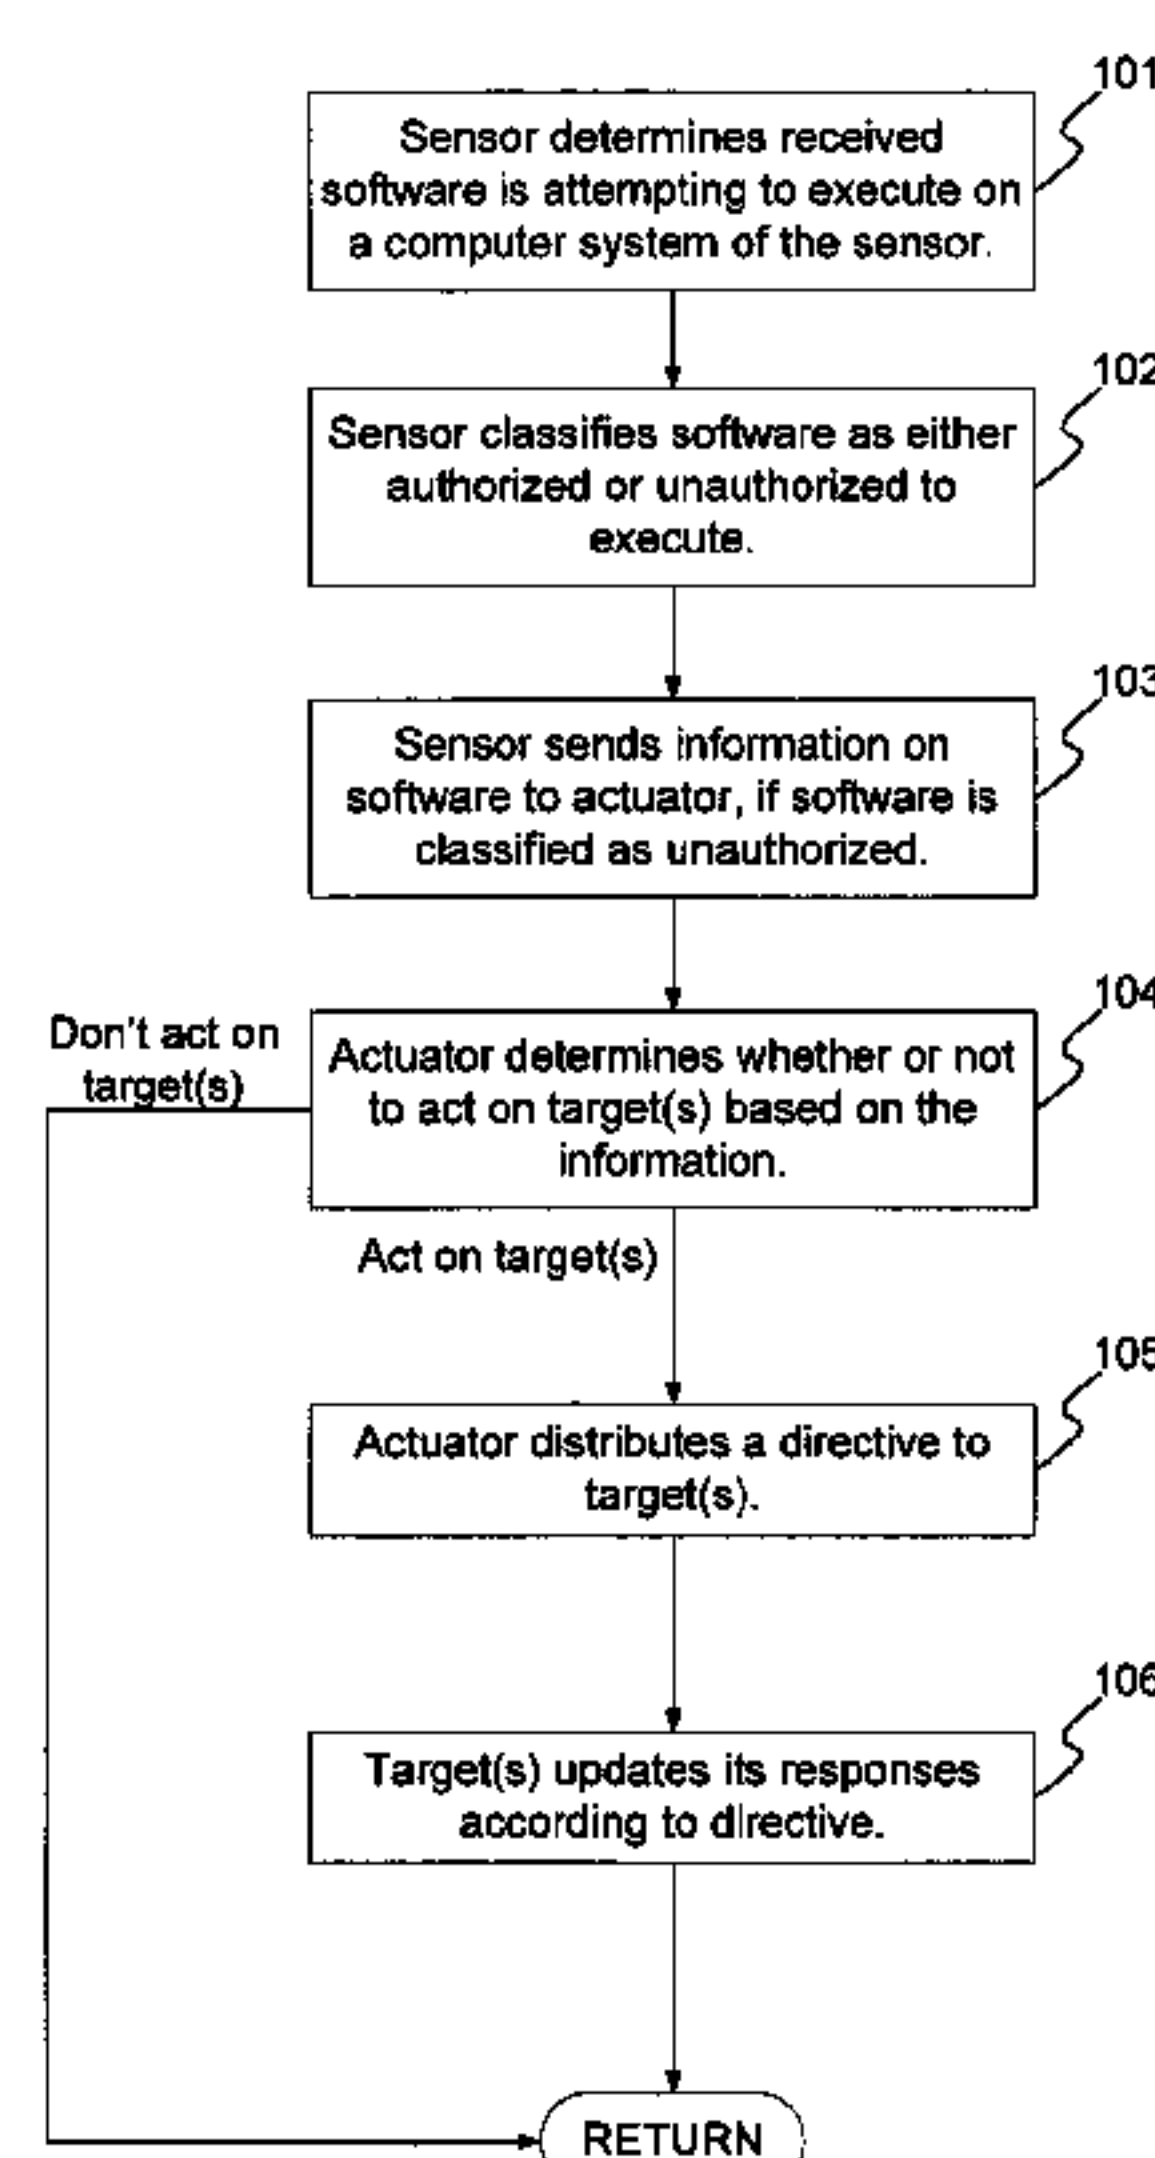 101
Sensor determines received
software is attempting to execute on
a computer system of the sensor.
102
Sensor classifies software as either
authorized or unauthorized to
execute.
103
Sensor sends information on
software to actuator, if software is
classified as unauthorized.
104
Don't act on
target(s)
Actuator determines whether or not
to act on target(s) based on the
information.
Act on target(s)
105
Actuator distributes a directive to
target(s).
106
Target(s) updates its responses
according to directive.
RETURN